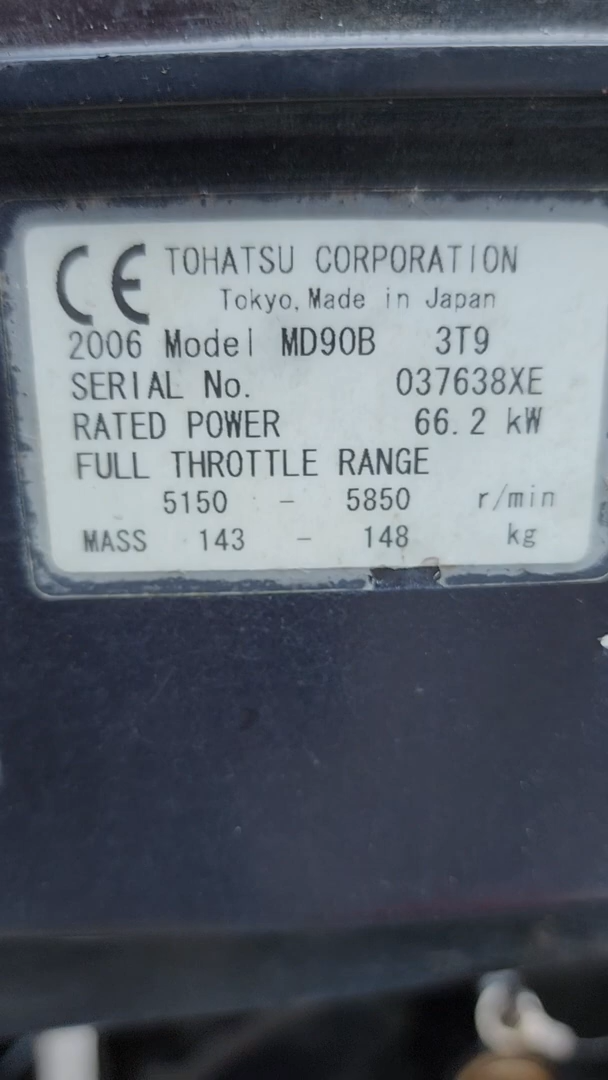 CE TOHATSU CORPORATION
Tokyo, Made in Japan
2006 Model MD90B 3T9
SERIAL No. 037638XE
RATED POWER 66.2 kW
FULL THROTTLE RANGE
5150 - 5850 r/min
MASS 143 - 148 kg